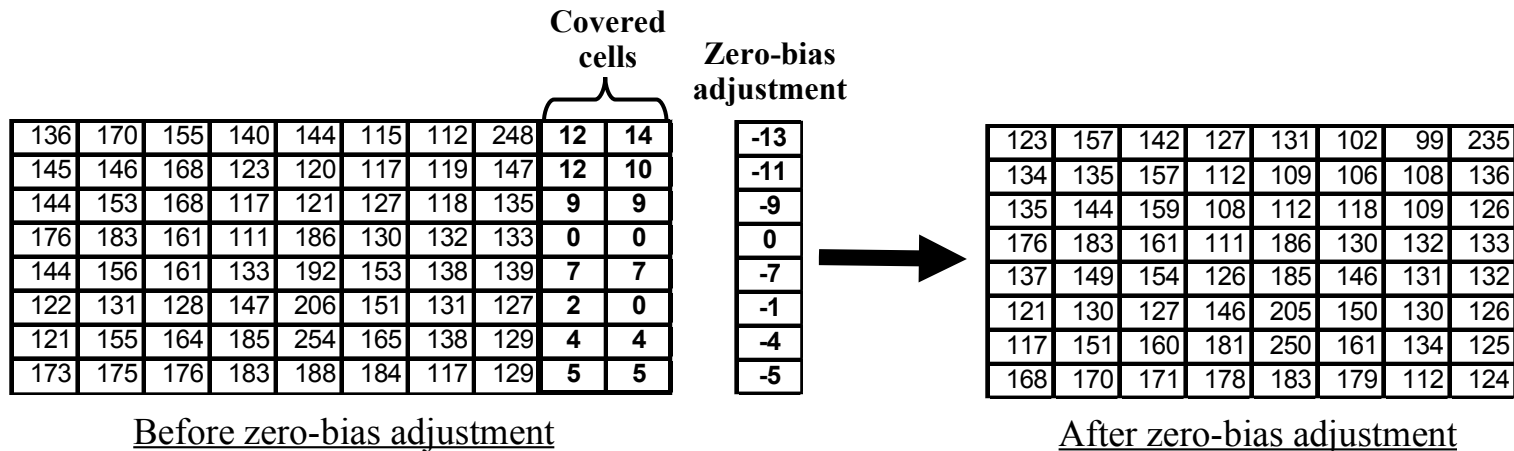 Covered
cells
Zero-bias
adjustment
136 170 155 140 144 115 112 248 12 14 -13 123 157 142 127 131 102 99 235
145 146 168 123 120 117 119 147 12 10 -11 134 135 157 112 109 106 108 136
144 153 168 117 121 127 118 135 9 9 -9 135 144 159 108 112 118 109 126
176 183 161 111 186 130 132 133 0 0 0 176 183 161 111 186 130 132 133
144 156 161 133 192 153 138 139 7 7 -7 137 149 154 126 185 146 131 132
122 131 128 147 206 151 131 127 2 0 -1 121 130 127 146 205 150 130 126
121 155 164 185 254 165 138 129 4 4 -4 117 151 160 181 250 161 134 125
173 175 176 183 188 184 117 129 5 5 -5 168 170 171 178 183 179 112 124
Before zero-bias adjustment
After zero-bias adjustment